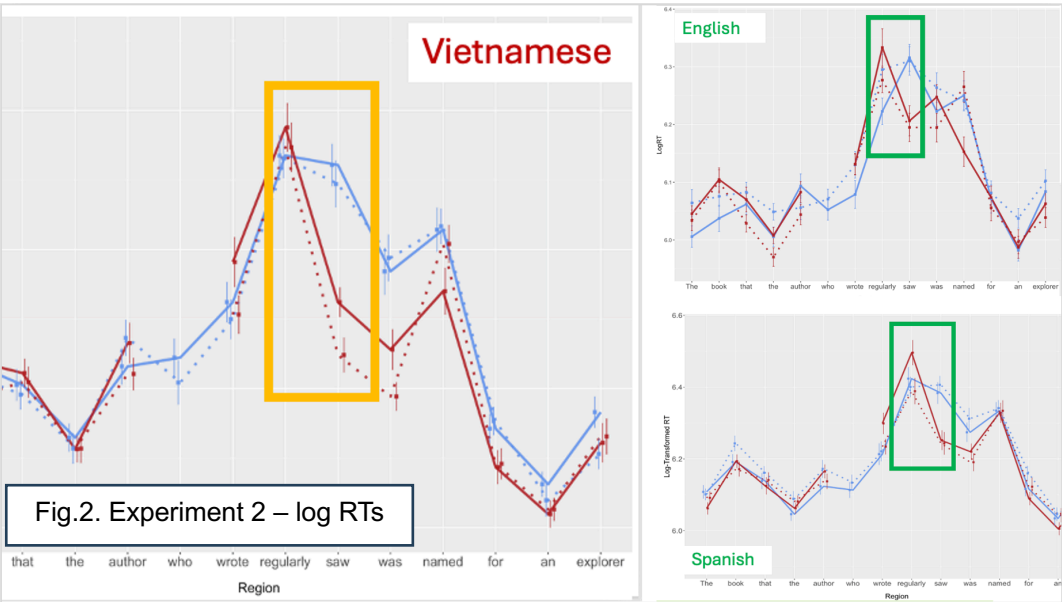 Vietnamese
that the author who wrote regularly saw was named for an explorer
Region
Fig.2. Experiment 2 – log RTs
English
LogRT
6.4
6.3
6.2
6.1
6.0
The book that the author who wrote regularly saw was named for an explorer
Log-Transformed RT
6.6
6.4
6.2
6.0
Spanish
The book that the author who wrote regularly saw was named for an
Region